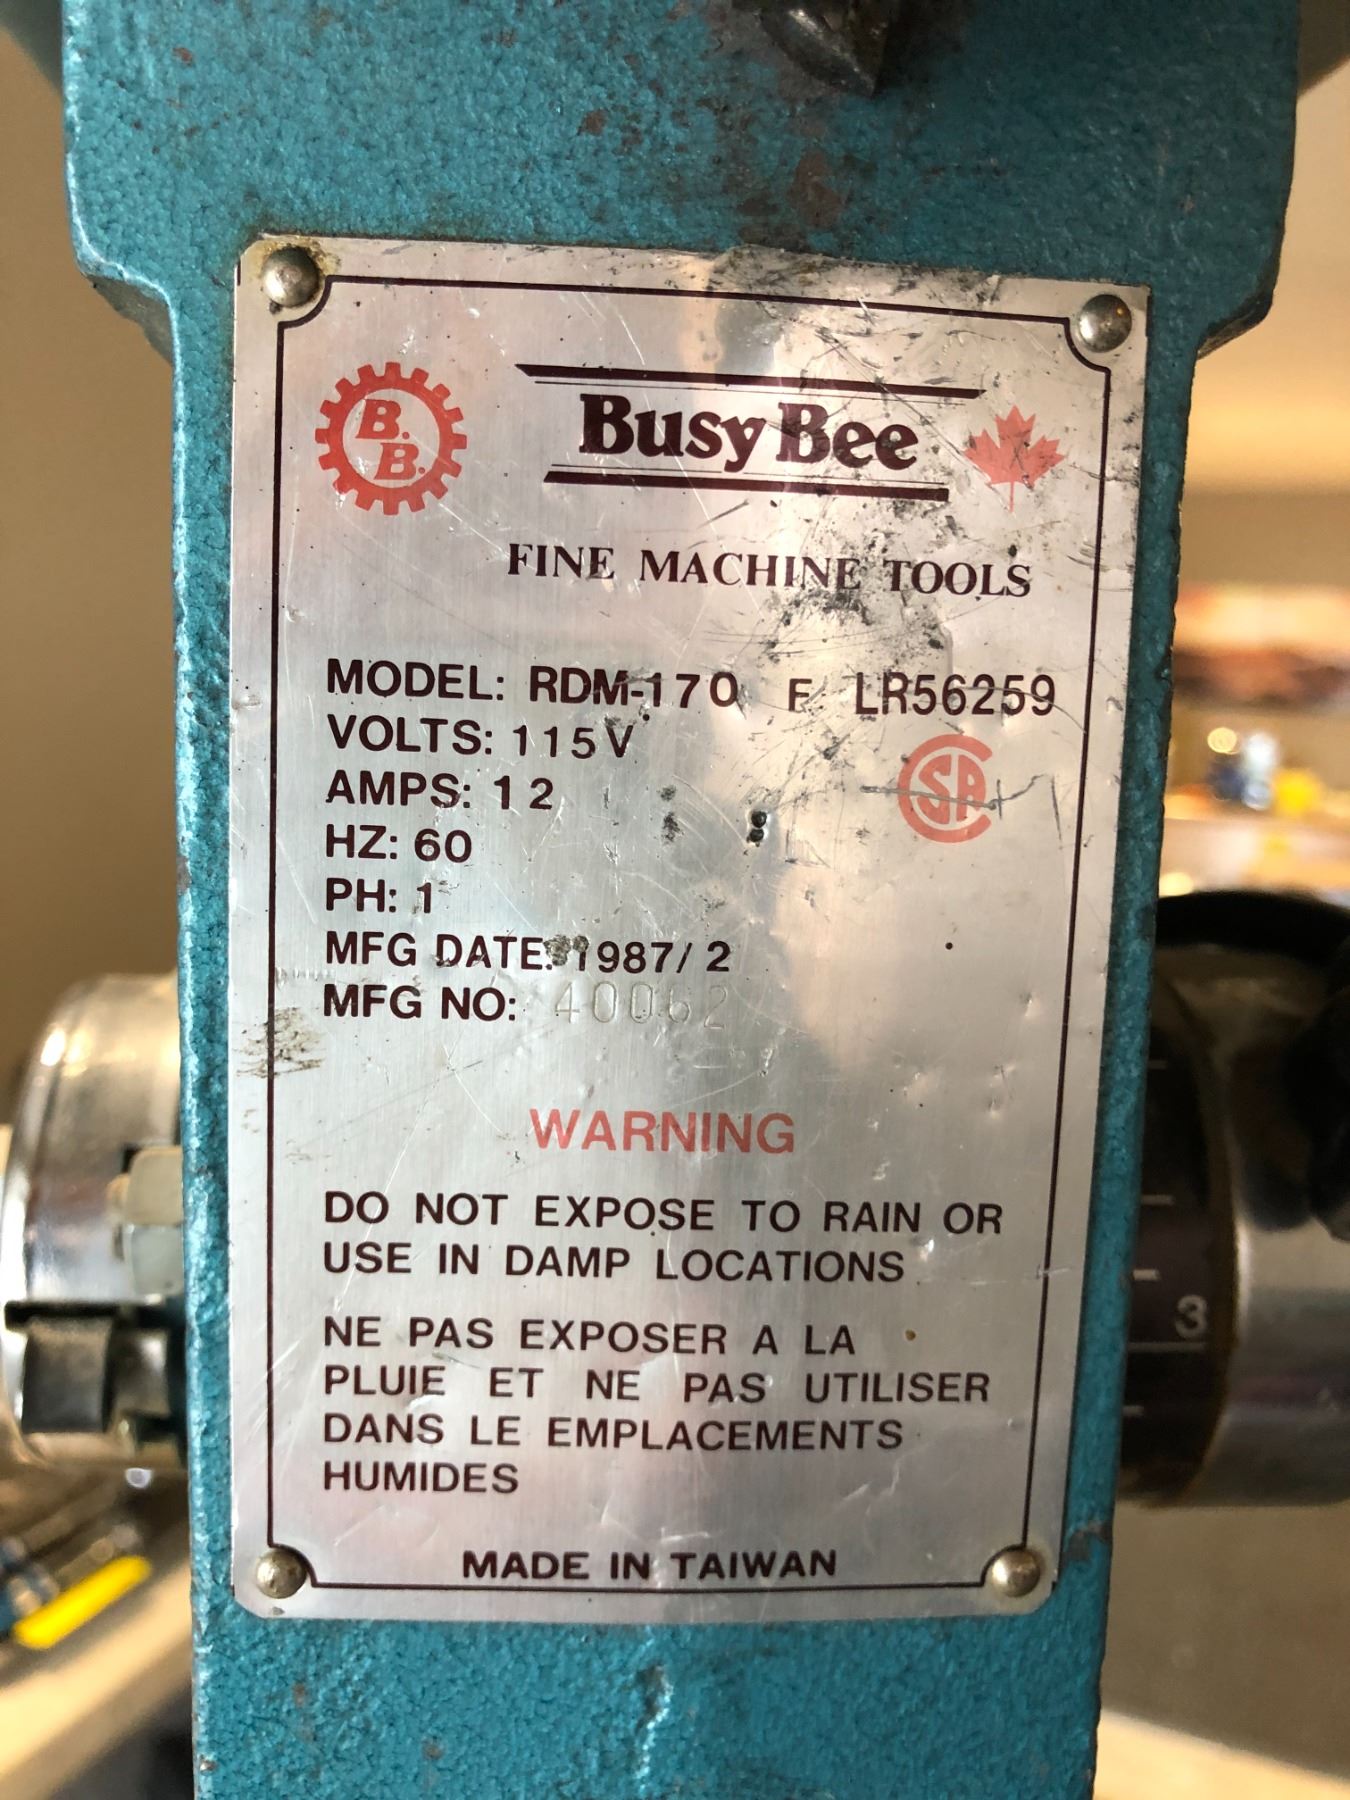 B.
B.
Busy Bee
FINE MACHINE TOOLS
MODEL: RDM-170 F LR56259
VOLTS: 115V
CSA
AMPS: 12
HZ: 60
PH: 1
MFG DATE: 1987/2
MFG NO: 40062
WARNING
DO NOT EXPOSE TO RAIN OR
USE IN DAMP LOCATIONS
NE PAS EXPOSER A LA
PLUIE ET NE PAS UTILISER
DANS LE EMPLACEMENTS
HUMIDES
MADE IN TAIWAN
3